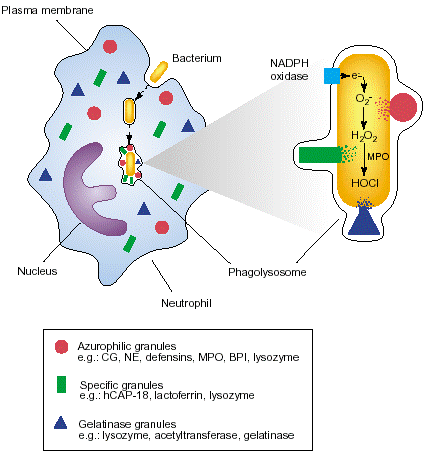 Plasma membrane
Bacterium
NADPH
oxidase
e-
O2-
H2O2
MPO
HOCl
Nucleus
Phagolysosome
Neutrophil
Azurophilic granules
e.g.: CG, NE, defensins, MPO, BPI, lysozyme
Specific granules
e.g.: hCAP-18, lactoferrin, lysozyme
Gelatinase granules
e.g.: lysozyme, acetyltransferase, gelatinase